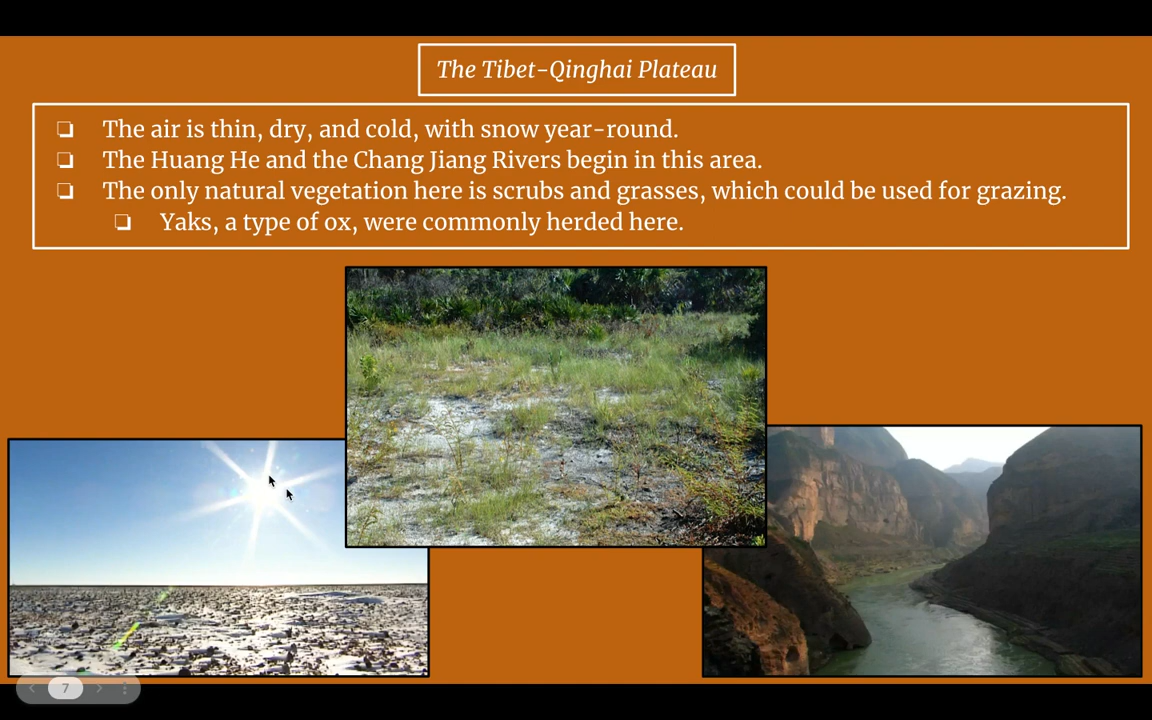 The Tibet-Qinghai Plateau
❏ The air is thin, dry, and cold, with snow year-round.
❏ The Huang He and the Chang Jiang Rivers begin in this area.
❏ The only natural vegetation here is scrubs and grasses, which could be used for grazing.
❏ Yaks, a type of ox, were commonly herded here.
7